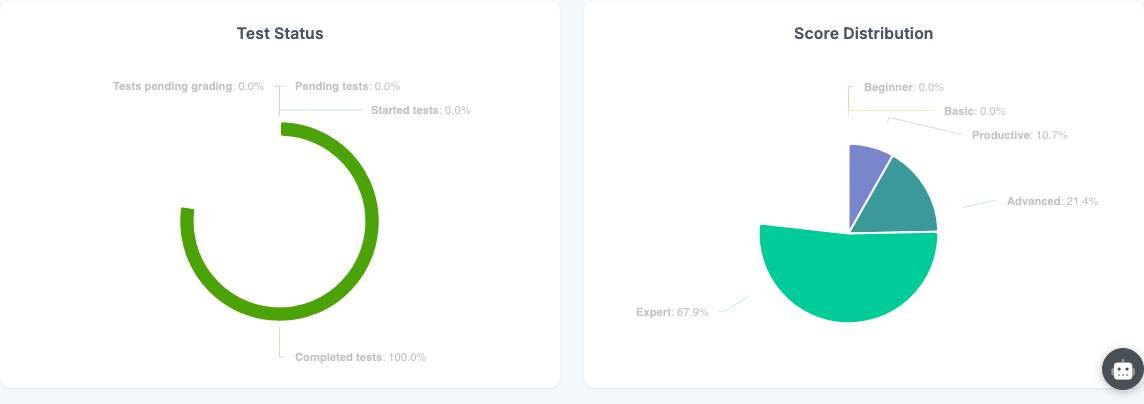 Test Status
Tests pending grading: 0.0%
Pending tests: 0.0%
Started tests: 0.0%
Completed tests: 100.0%
Score Distribution
Beginner: 0.0%
Basic: 0.0%
Productive: 10.7%
Advanced: 21.4%
Expert: 67.9%